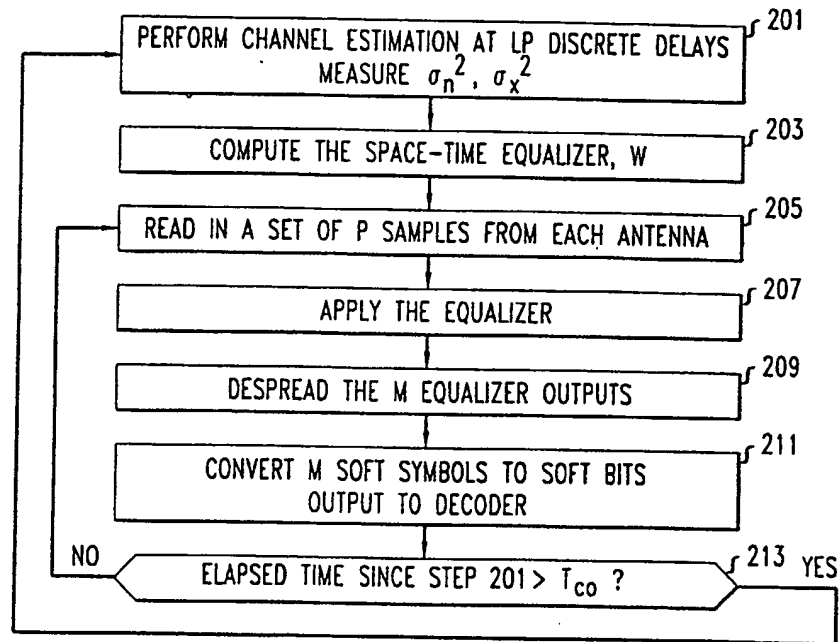 201
PERFORM CHANNEL ESTIMATION AT LP DISCRETE DELAYS
MEASURE σn², σx²
203
COMPUTE THE SPACE-TIME EQUALIZER, W
205
READ IN A SET OF P SAMPLES FROM EACH ANTENNA
207
APPLY THE EQUALIZER
209
DESPREAD THE M EQUALIZER OUTPUTS
211
CONVERT M SOFT SYMBOLS TO SOFT BITS
OUTPUT TO DECODER
213
NO
ELAPSED TIME SINCE STEP 201 > Tco ?
YES